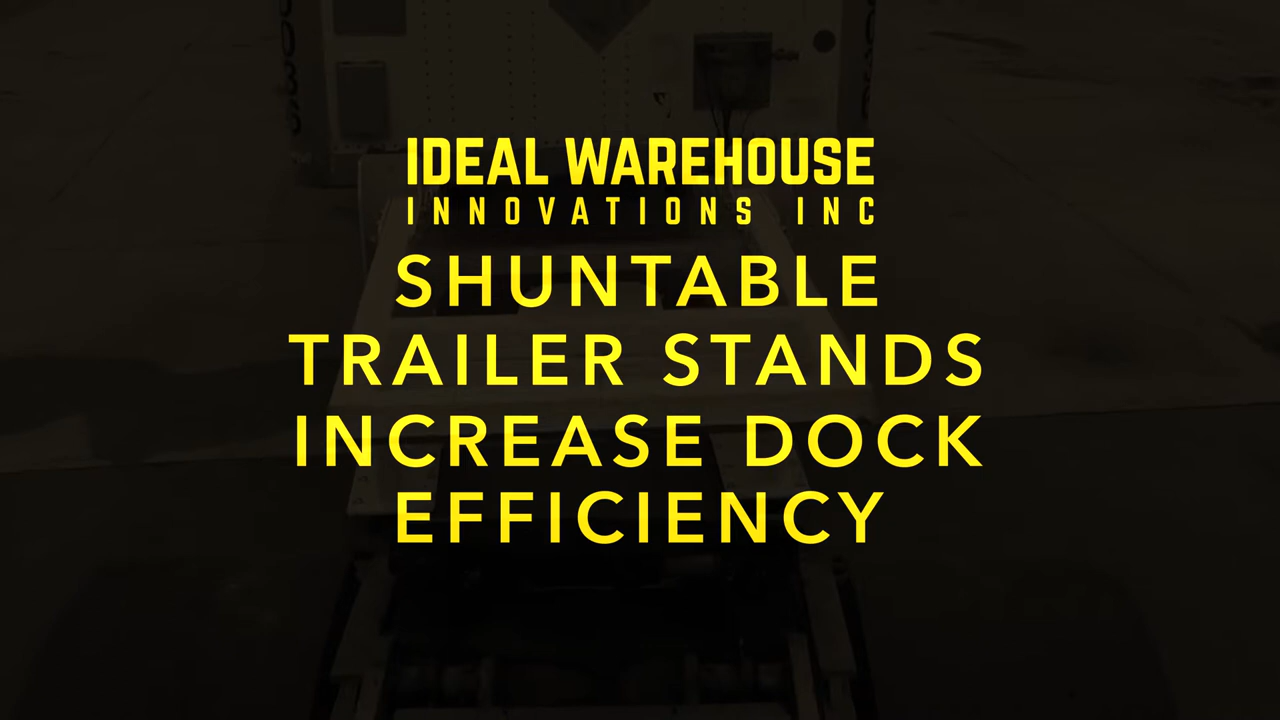 IDEAL WAREHOUSE
INNOVATIONS INC
SHUNTABLE
TRAILER STANDS
INCREASE DOCK
EFFICIENCY